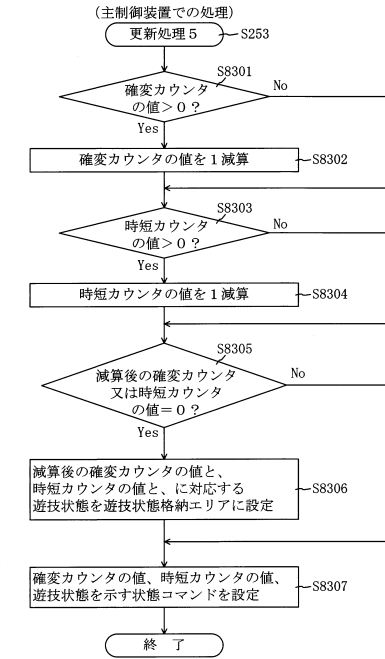 （主制御装置での処理）
更新処理５
S253
S8301
確変カウンタ
の値＞０？
No
Yes
確変カウンタの値を１減算
S8302
S8303
時短カウンタ
の値＞０？
No
Yes
時短カウンタの値を１減算
S8304
S8305
減算後の確変カウンタ
又は時短カウンタ
の値＝０？
No
Yes
減算後の確変カウンタの値と、
時短カウンタの値と、に対応する
遊技状態を遊技状態格納エリアに設定
S8306
確変カウンタの値、時短カウンタの値、
遊技状態を示す状態コマンドを設定
S8307
終 了